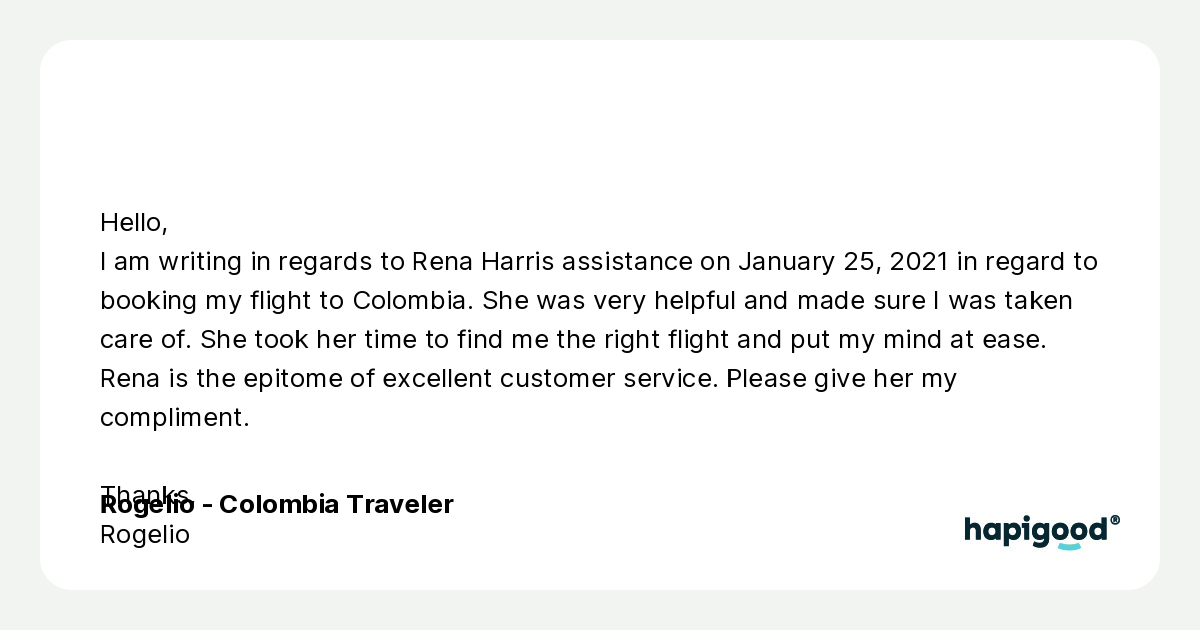 Hello,
I am writing in regards to Rena Harris assistance on January 25, 2021 in regard to
booking my flight to Colombia. She was very helpful and made sure I was taken
care of. She took her time to find me the right flight and put my mind at ease.
Rena is the epitome of excellent customer service. Please give her my
compliment.
Thanks,
Rogelio - Colombia Traveler
Rogelio
hapigood®